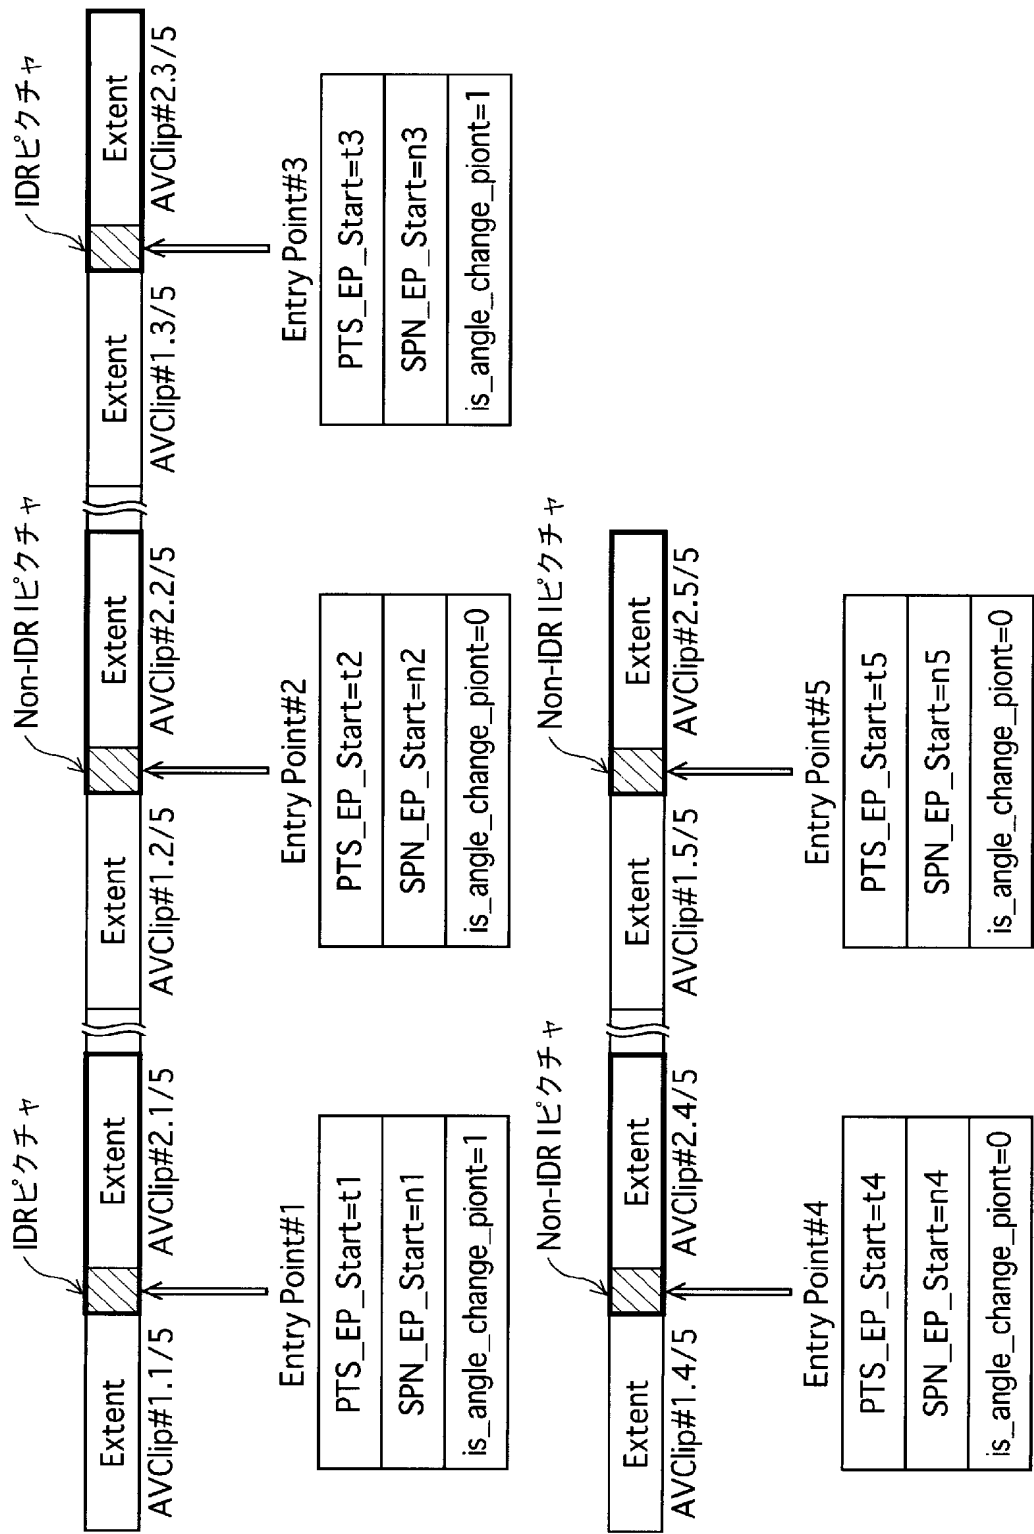 IDRピクチャ
Non-IDR Iピクチャ
IDRピクチャ
Extent
Extent
Extent
Extent
Extent
Extent
AVClip#1.1/5
AVClip#2.1/5
AVClip#1.2/5
AVClip#2.2/5
AVClip#1.3/5
AVClip#2.3/5
Entry Point#1
PTS_EP_Start=t1
SPN_EP_Start=n1
is_angle_change_piont=1
Entry Point#2
PTS_EP_Start=t2
SPN_EP_Start=n2
is_angle_change_piont=0
Entry Point#3
PTS_EP_Start=t3
SPN_EP_Start=n3
is_angle_change_piont=1
Non-IDR Iピクチャ
Non-IDR Iピクチャ
Extent
Extent
Extent
Extent
AVClip#1.4/5
AVClip#2.4/5
AVClip#1.5/5
AVClip#2.5/5
Entry Point#4
PTS_EP_Start=t4
SPN_EP_Start=n4
is_angle_change_piont=0
Entry Point#5
PTS_EP_Start=t5
SPN_EP_Start=n5
is_angle_change_piont=0